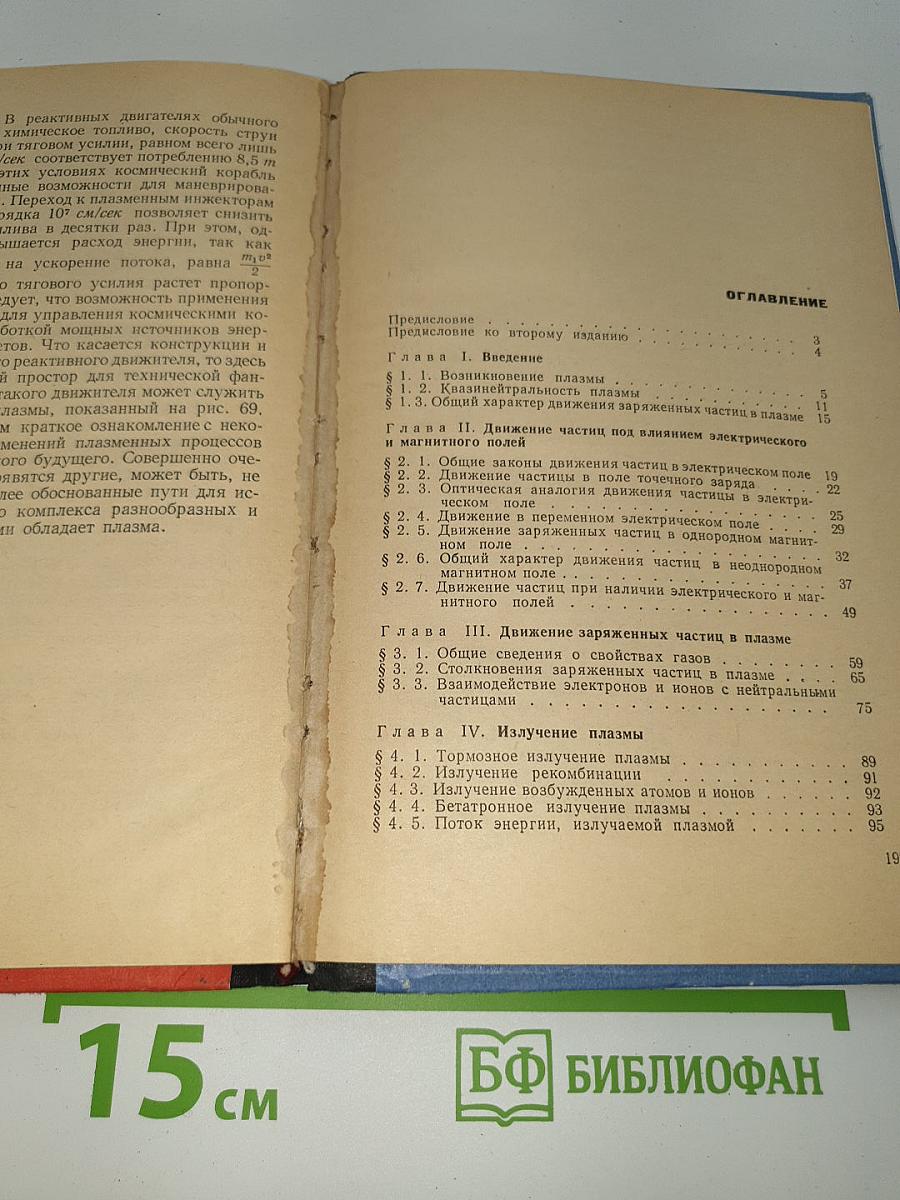 В реактивных двигателях обычного
химическое топливо, скорость струи
ри тяговом усилии, равном всего лишь
/сек соответствует потреблению 8,5 т
этих условиях космический корабль
нные возможности для маневрирова-
. Переход к плазменным инжекторам
рядка 10⁷ см/сек позволяет снизить
лива в десятки раз. При этом, од-
ышается расход энергии, так как
на ускорение потока, равна m₁v²/2
о тягового усилия растет пропор-
едует, что возможность применения
для управления космическими ко-
боткой мощных источников энер-
етов. Что касается конструкции и
го реактивного движителя, то здесь
й простор для технической фан-
такого движителя может служить
лазмы, показанный на рис. 69.
м краткое ознакомление с неко-
менений плазменных процессов
ого будущего. Совершенно оче-
оявятся другие, может быть, не
лее обоснованные пути для ис-
о комплекса разнообразных и
ми обладает плазма.
ОГЛАВЛЕНИЕ
Предисловие . . . . . . . . . . 3
Предисловие ко второму изданию . . . . . . 4
Глава I. Введение
§ 1. 1. Возникновение плазмы . . . . . . . 5
§ 1. 2. Квазинейтральность плазмы . . . . . . 11
§ 1. 3. Общий характер движения заряженных частиц в плазме 15
Глава II. Движение частиц под влиянием электрического
и магнитного полей
§ 2. 1. Общие законы движения частиц в электрическом поле 19
§ 2. 2. Движение частицы в поле точечного заряда . . . . 22
§ 2. 3. Оптическая аналогия движения частицы в электри-
ческом поле . . . . . . . . . . 25
§ 2. 4. Движение в переменном электрическом поле . . . . 29
§ 2. 5. Движение заряженных частиц в однородном магнит-
ном поле . . . . . . . . . . 32
§ 2. 6. Общий характер движения частиц в неоднородном
магнитном поле . . . . . . . . . . 37
§ 2. 7. Движение частиц при наличии электрического и маг-
нитного полей . . . . . . . . . . 49
Глава III. Движение заряженных частиц в плазме
§ 3. 1. Общие сведения о свойствах газов . . . . . . 59
§ 3. 2. Столкновения заряженных частиц в плазме . . . . 65
§ 3. 3. Взаимодействие электронов и ионов с нейтральными
частицами . . . . . . . . . . 75
Глава IV. Излучение плазмы
§ 4. 1. Тормозное излучение плазмы . . . . . . . 89
§ 4. 2. Излучение рекомбинации . . . . . . . 91
§ 4. 3. Излучение возбужденных атомов и ионов . . . . . 92
§ 4. 4. Бетатронное излучение плазмы . . . . . . . 93
§ 4. 5. Поток энергии, излучаемой плазмой . . . . . . 95
19
15 см
БФ БИБЛИОФАН